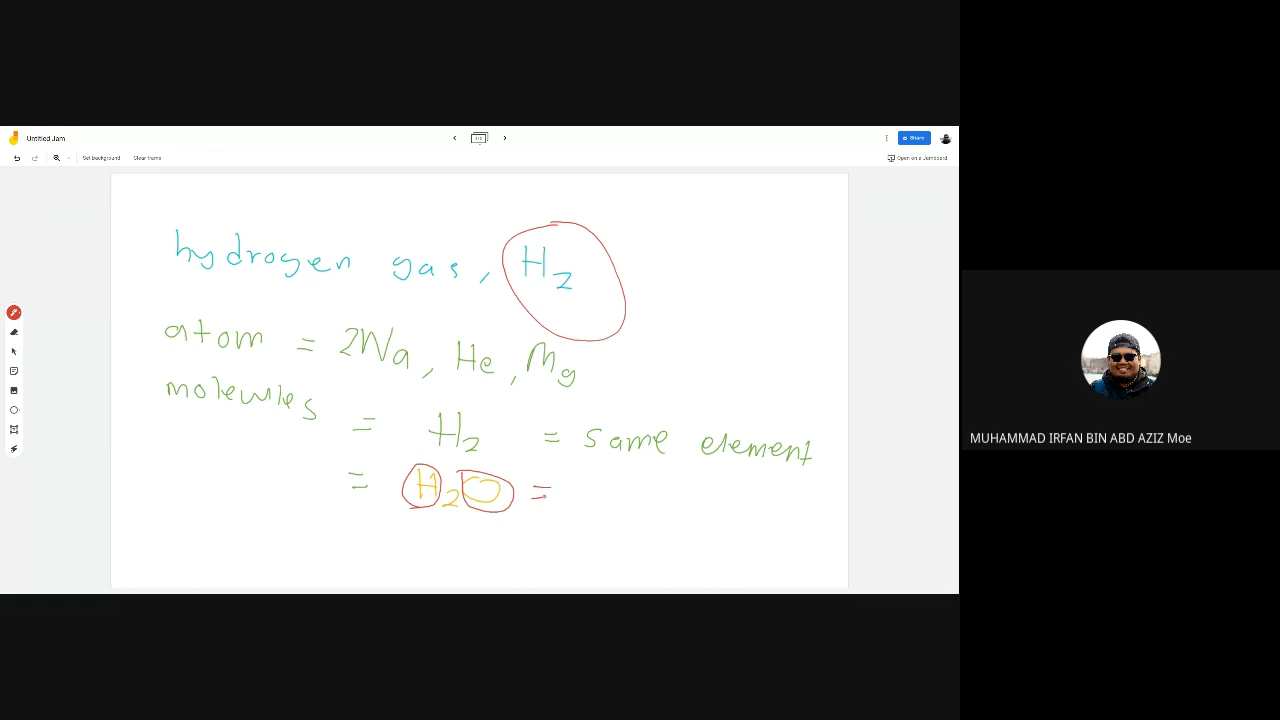 Untitled Jam
Share
Set background
Clear frame
Open on a Jamboard
hydrogen gas, H₂
atom = 2Na, He, Mg
molecules = H₂ = same element
= H₂O =
MUHAMMAD IRFAN BIN ABD AZIZ Moe